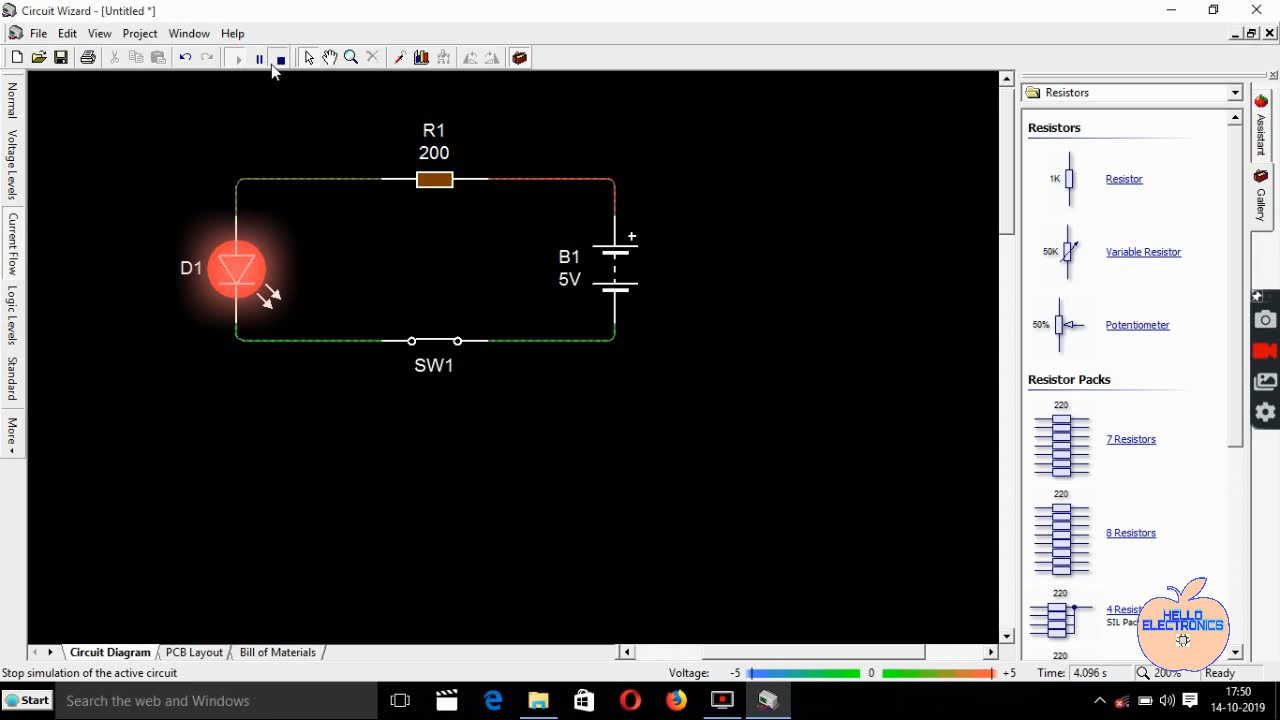 Circuit Wizard - [Untitled *]
File Edit View Project Window Help
Normal
Voltage Levels
Current Flow
Logic Levels
Standard
More
R1
200
D1
+
B1
5V
SW1
Resistors
Resistors
1K Resistor
50K Variable Resistor
50% Potentiometer
Resistor Packs
220
7 Resistors
220
8 Resistors
220
4 Resist
SIL Pac
220
Assistant
Gallery
HELLO
ELECTRONICS
Circuit Diagram PCB Layout Bill of Materials
Stop simulation of the active circuit Voltage: -5 0 +5 Time: 4.096 s 200% Ready
Start Search the web and Windows 17:50
14-10-2019